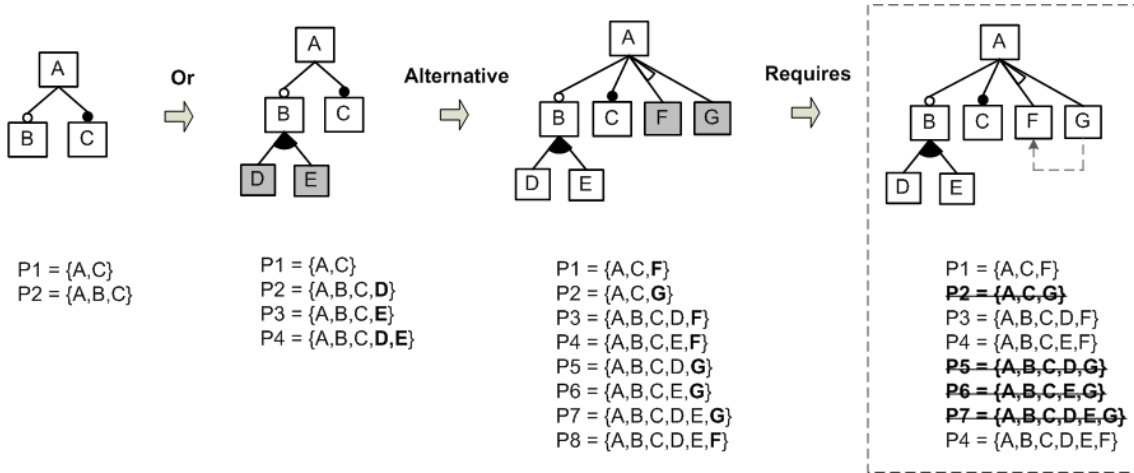 A
B
C
P1 = {A,C}
P2 = {A,B,C}
Or
A
B
C
D
E
P1 = {A,C}
P2 = {A,B,C,D}
P3 = {A,B,C,E}
P4 = {A,B,C,D,E}
Alternative
A
B
C
F
G
D
E
P1 = {A,C,F}
P2 = {A,C,G}
P3 = {A,B,C,D,F}
P4 = {A,B,C,E,F}
P5 = {A,B,C,D,G}
P6 = {A,B,C,E,G}
P7 = {A,B,C,D,E,G}
P8 = {A,B,C,D,E,F}
Requires
A
B
C
F
G
D
E
P1 = {A,C,F}
P2 = {A,C,G}
P3 = {A,B,C,D,F}
P4 = {A,B,C,E,F}
P5 = {A,B,C,D,G}
P6 = {A,B,C,E,G}
P7 = {A,B,C,D,E,G}
P4 = {A,B,C,D,E,F}